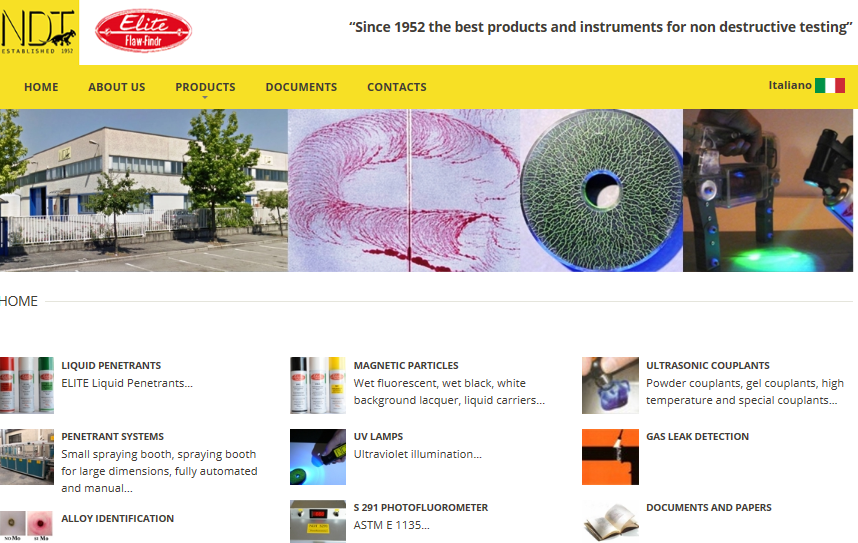 NDT
ESTABLISHED 1952
Elite
Flaw-Findr
“Since 1952 the best products and instruments for non destructive testing”
HOME ABOUT US PRODUCTS DOCUMENTS CONTACTS
Italiano
NDT
HOME
LIQUID PENETRANTS
ELITE Liquid Penetrants...
MAGNETIC PARTICLES
Wet fluorescent, wet black, white
background lacquer, liquid carriers...
ULTRASONIC COUPLANTS
Powder couplants, gel couplants, high
temperature and special couplants...
PENETRANT SYSTEMS
Small spraying booth, spraying booth
for large dimensions, fully automated
and manual...
UV LAMPS
Ultraviolet illumination...
GAS LEAK DETECTION
NO Mo SI Mo
ALLOY IDENTIFICATION
S 291 PHOTOFLUOROMETER
ASTM E 1135...
DOCUMENTS AND PAPERS